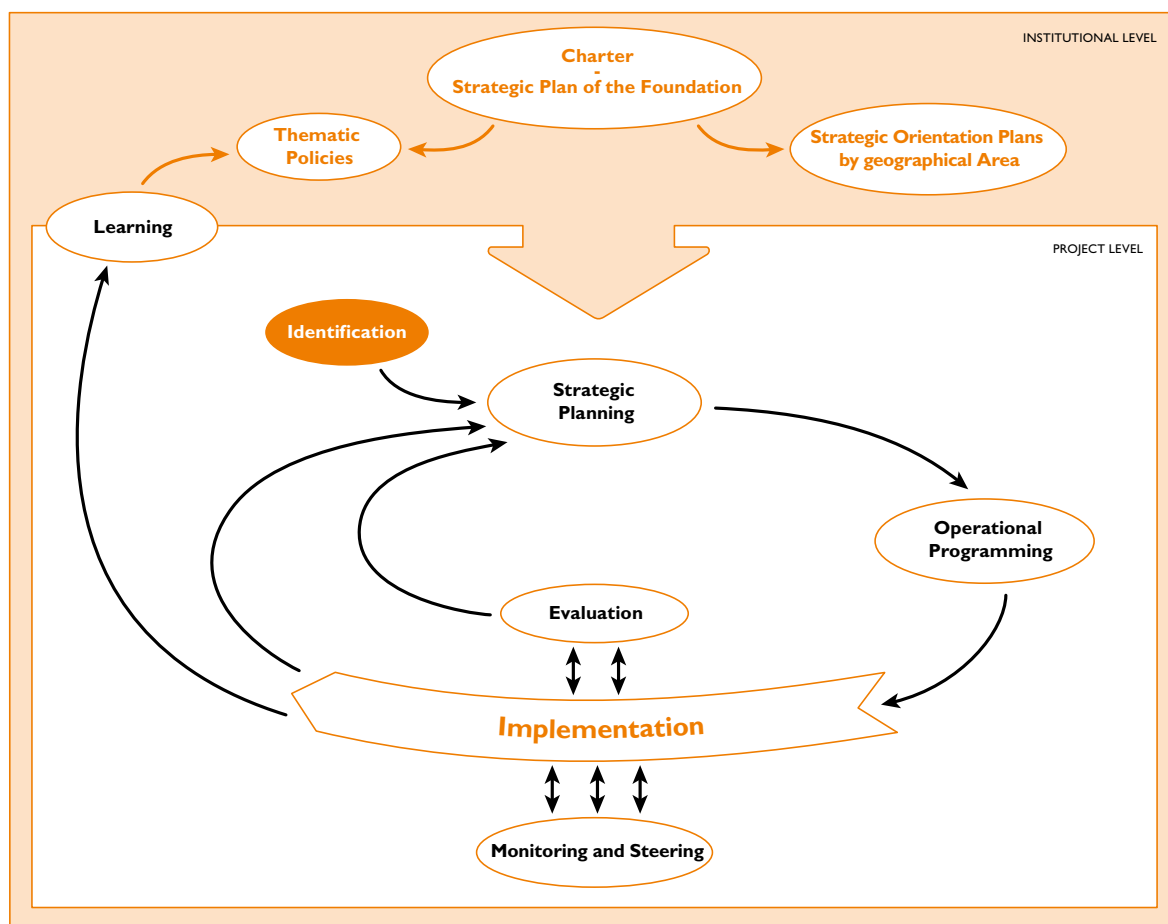 INSTITUTIONAL LEVEL
Charter
-
Strategic Plan of the Foundation
Thematic
Policies
Strategic Orientation Plans
by geographical Area
Learning
PROJECT LEVEL
Identification
Strategic
Planning
Operational
Programming
Evaluation
Implementation
Monitoring and Steering